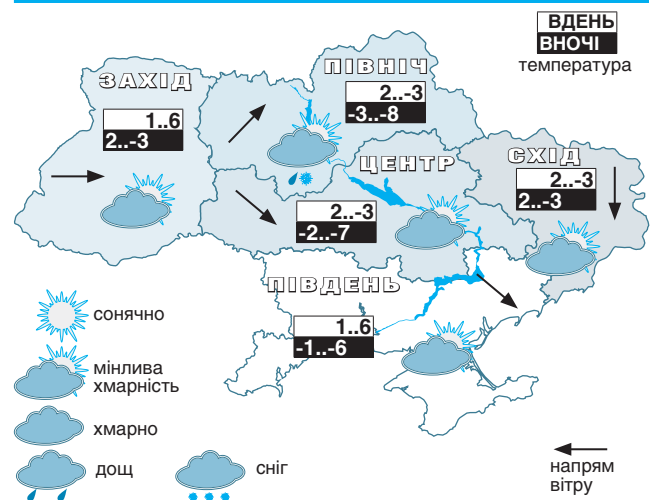 ВДЕНЬ
ВНОЧІ
температура
ЗАХІД
1..6
2..-3
ПІВНІЧ
2..-3
-3..-8
ЦЕНТР
2..-3
-2..-7
СХІД
2..-3
2..-3
ПІВДЕНЬ
1..6
-1..-6
сонячно
мінлива
хмарність
хмарно
дощ
сніг
напрям
вітру